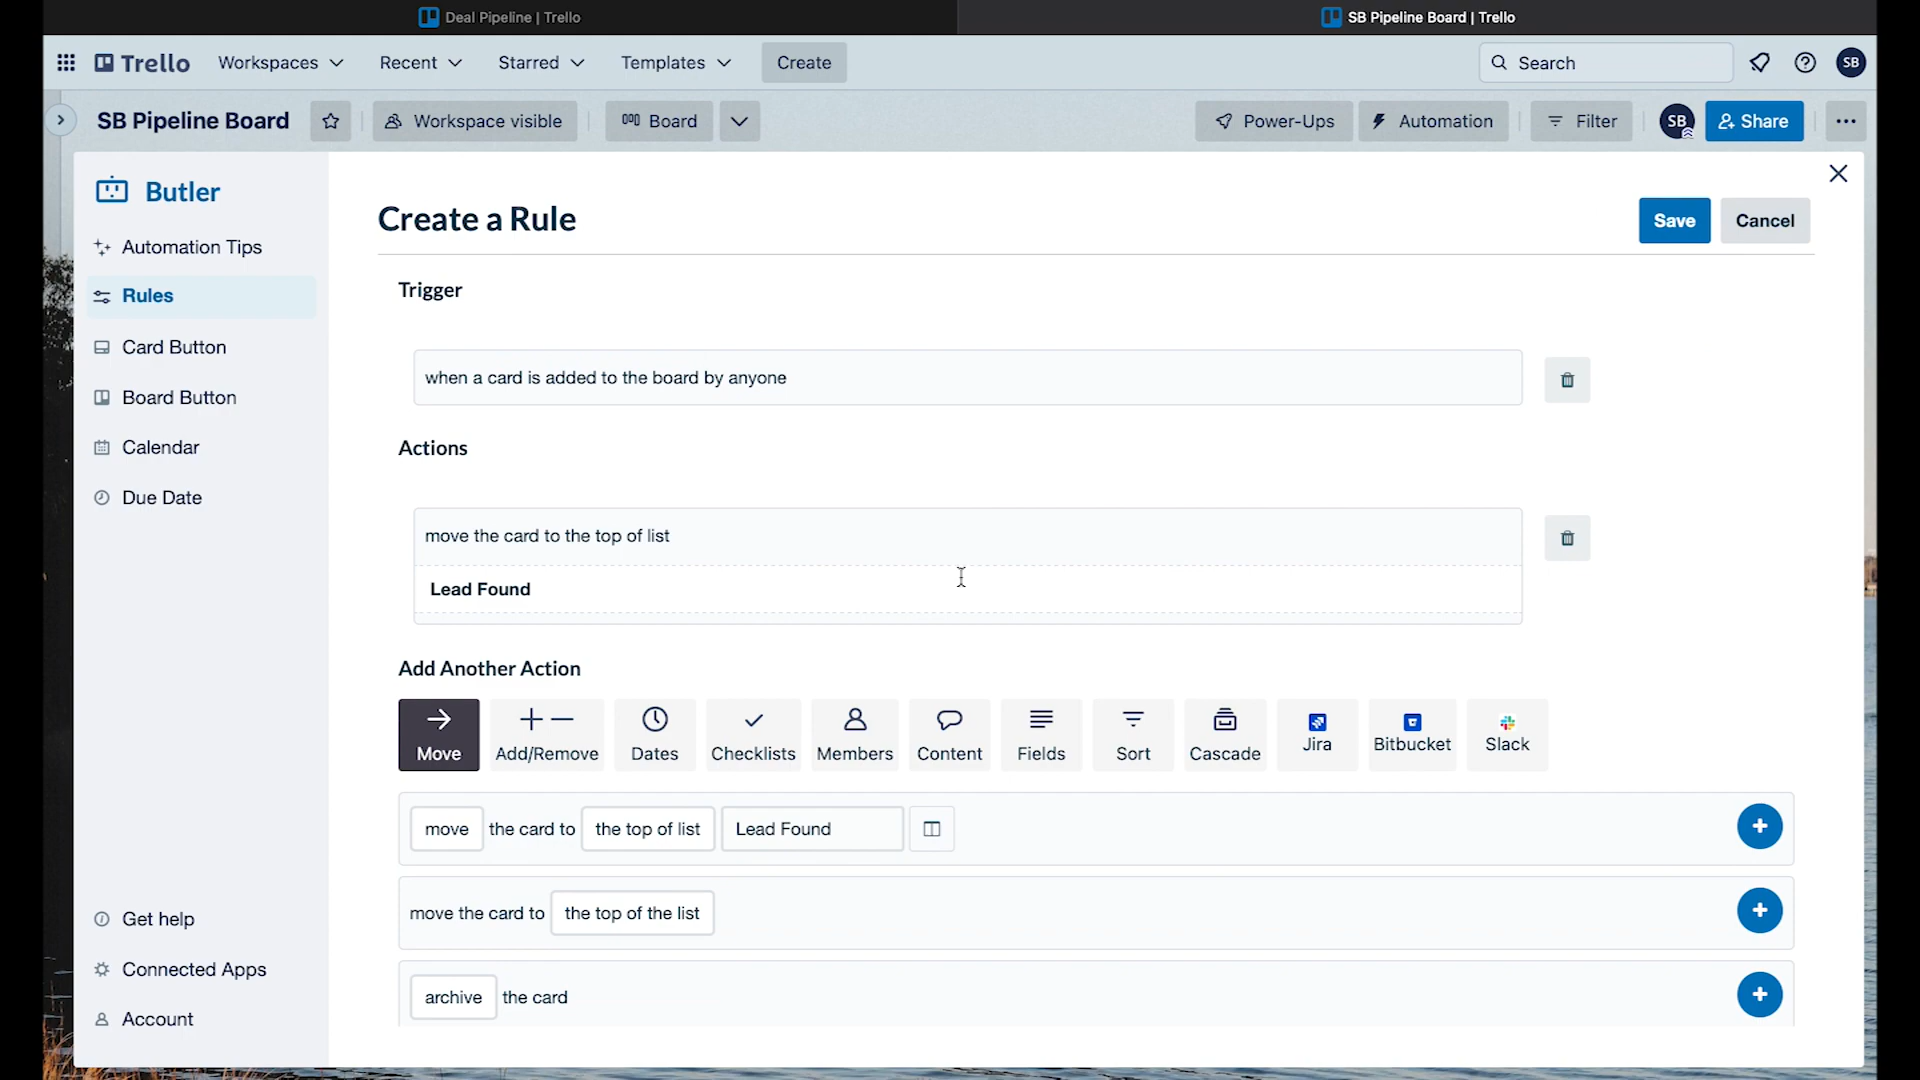 Deal Pipeline | Trello
SB Pipeline Board | Trello
Trello Workspaces Recent Starred Templates Create Search SB
SB Pipeline Board Workspace visible Board Power-Ups Automation Filter SB Share
Butler
Automation Tips
Rules
Card Button
Board Button
Calendar
Due Date
Get help
Connected Apps
Account
Create a Rule
Save Cancel
Trigger
when a card is added to the board by anyone
Actions
move the card to the top of list
Lead Found
Add Another Action
Move Add/Remove Dates Checklists Members Content Fields Sort Cascade Jira Bitbucket Slack
move the card to the top of list Lead Found
move the card to the top of the list
archive the card